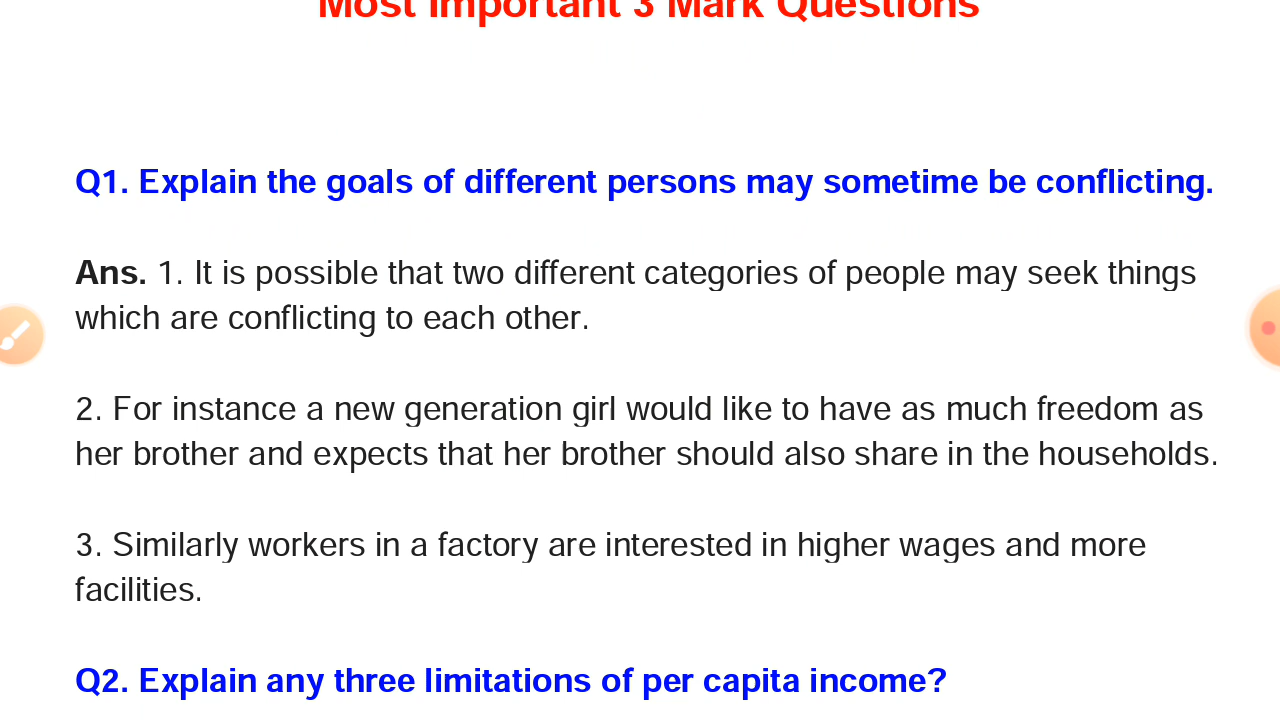 Most Important 3 Mark Questions
Q1. Explain the goals of different persons may sometime be conflicting.
Ans. 1. It is possible that two different categories of people may seek things
which are conflicting to each other.
2. For instance a new generation girl would like to have as much freedom as
her brother and expects that her brother should also share in the households.
3. Similarly workers in a factory are interested in higher wages and more
facilities.
Q2. Explain any three limitations of per capita income?